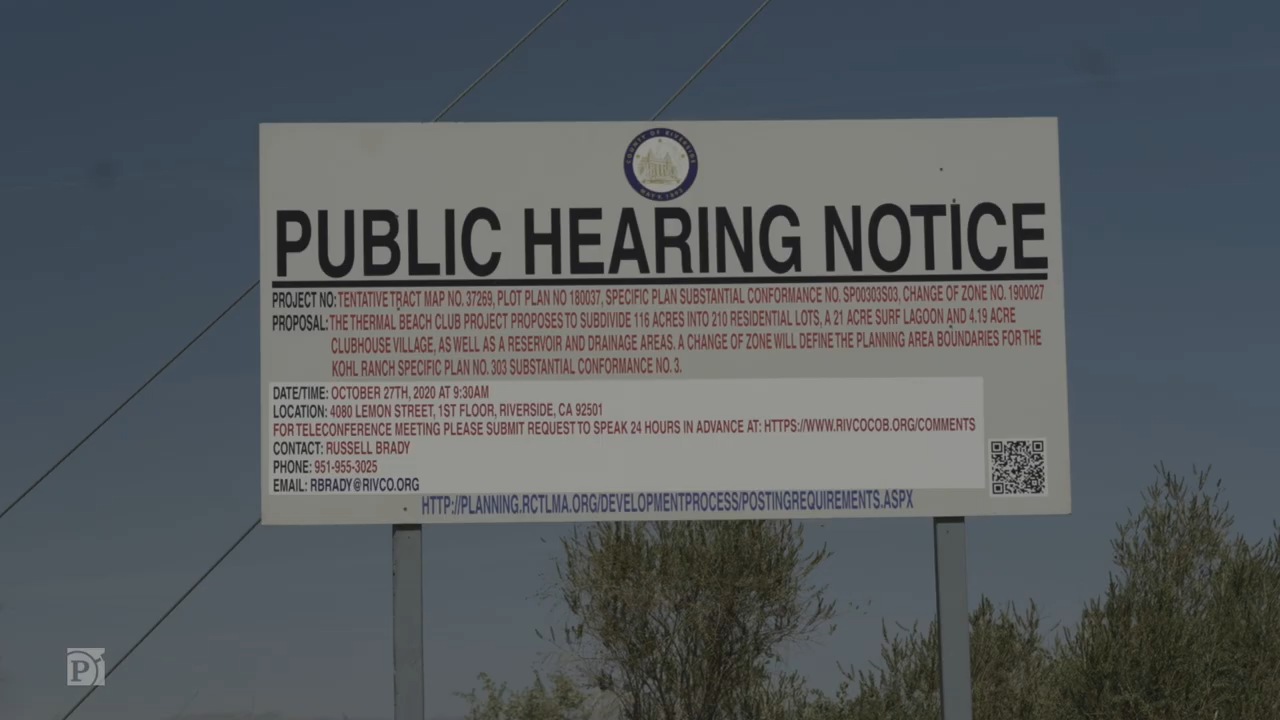 COUNTY OF RIVERSIDE
PUBLIC HEARING NOTICE
PROJECT NO: TENTATIVE TRACT MAP NO. 37269, PLOT PLAN NO 180037, SPECIFIC PLAN SUBSTANTIAL CONFORMANCE NO. SP00303S03, CHANGE OF ZONE NO. 1900027
PROPOSAL: THE THERMAL BEACH CLUB PROJECT PROPOSES TO SUBDIVIDE 116 ACRES INTO 210 RESIDENTIAL LOTS, A 21 ACRE SURF LAGOON AND 4.19 ACRE
CLUBHOUSE VILLAGE, AS WELL AS A RESERVOIR AND DRAINAGE AREAS. A CHANGE OF ZONE WILL DEFINE THE PLANNING AREA BOUNDARIES FOR THE
KOHL RANCH SPECIFIC PLAN NO. 303 SUBSTANTIAL CONFORMANCE NO. 3.
DATE/TIME: OCTOBER 27TH, 2020 AT 9:30AM
LOCATION: 4080 LEMON STREET, 1ST FLOOR, RIVERSIDE, CA 92501
FOR TELECONFERENCE MEETING PLEASE SUBMIT REQUEST TO SPEAK 24 HOURS IN ADVANCE AT: HTTPS://WWW.RIVCOCOB.ORG/COMMENTS
CONTACT: RUSSELL BRADY
PHONE: 951-955-3025
EMAIL: RBRADY@RIVCO.ORG
HTTP://PLANNING.RCTLMA.ORG/DEVELOPMENTPROCESS/POSTINGREQUIREMENTS.ASPX
P